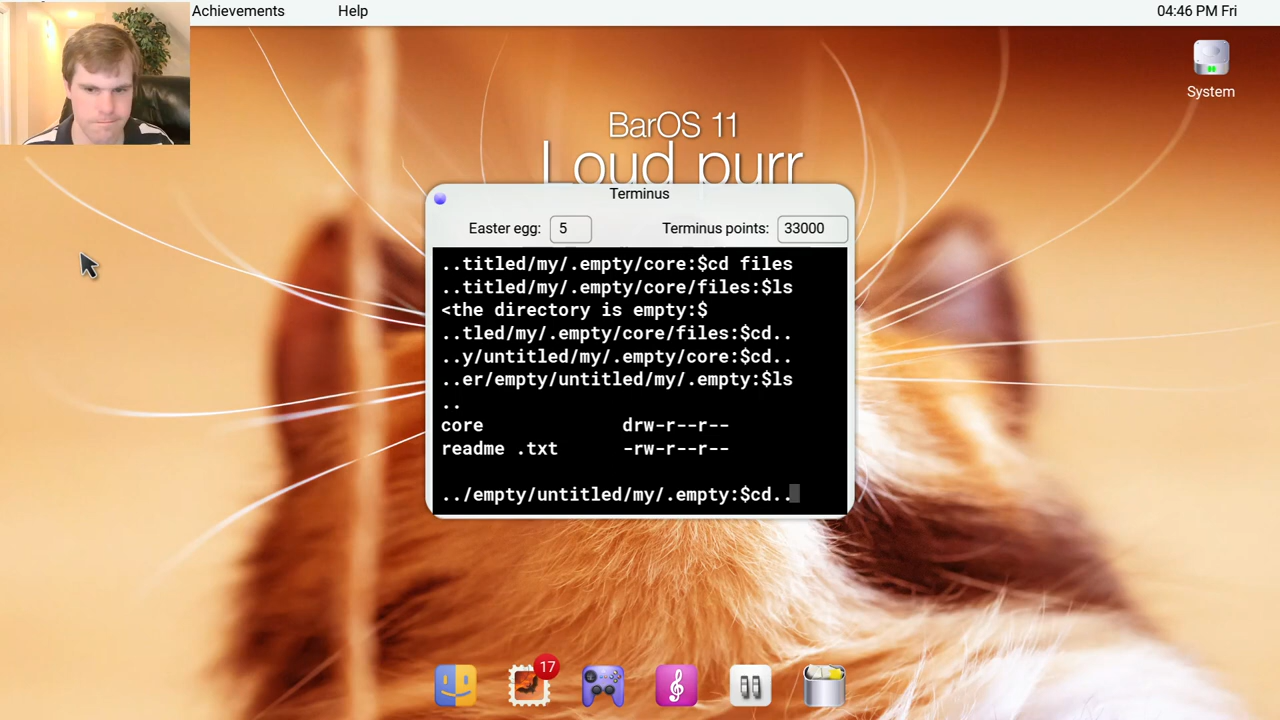 Achievements
Help
04:46 PM Fri
System
BarOS 11
Loud purr
Terminus
Easter egg: 5
Terminus points: 33000
..titled/my/.empty/core:$cd files
..titled/my/.empty/core/files:$ls
<the directory is empty:$
..tled/my/.empty/core/files:$cd..
..y/untitled/my/.empty/core:$cd..
..er/empty/untitled/my/.empty:$ls
..
core drw-r--r--
readme .txt -rw-r--r--
../empty/untitled/my/.empty:$cd..
17